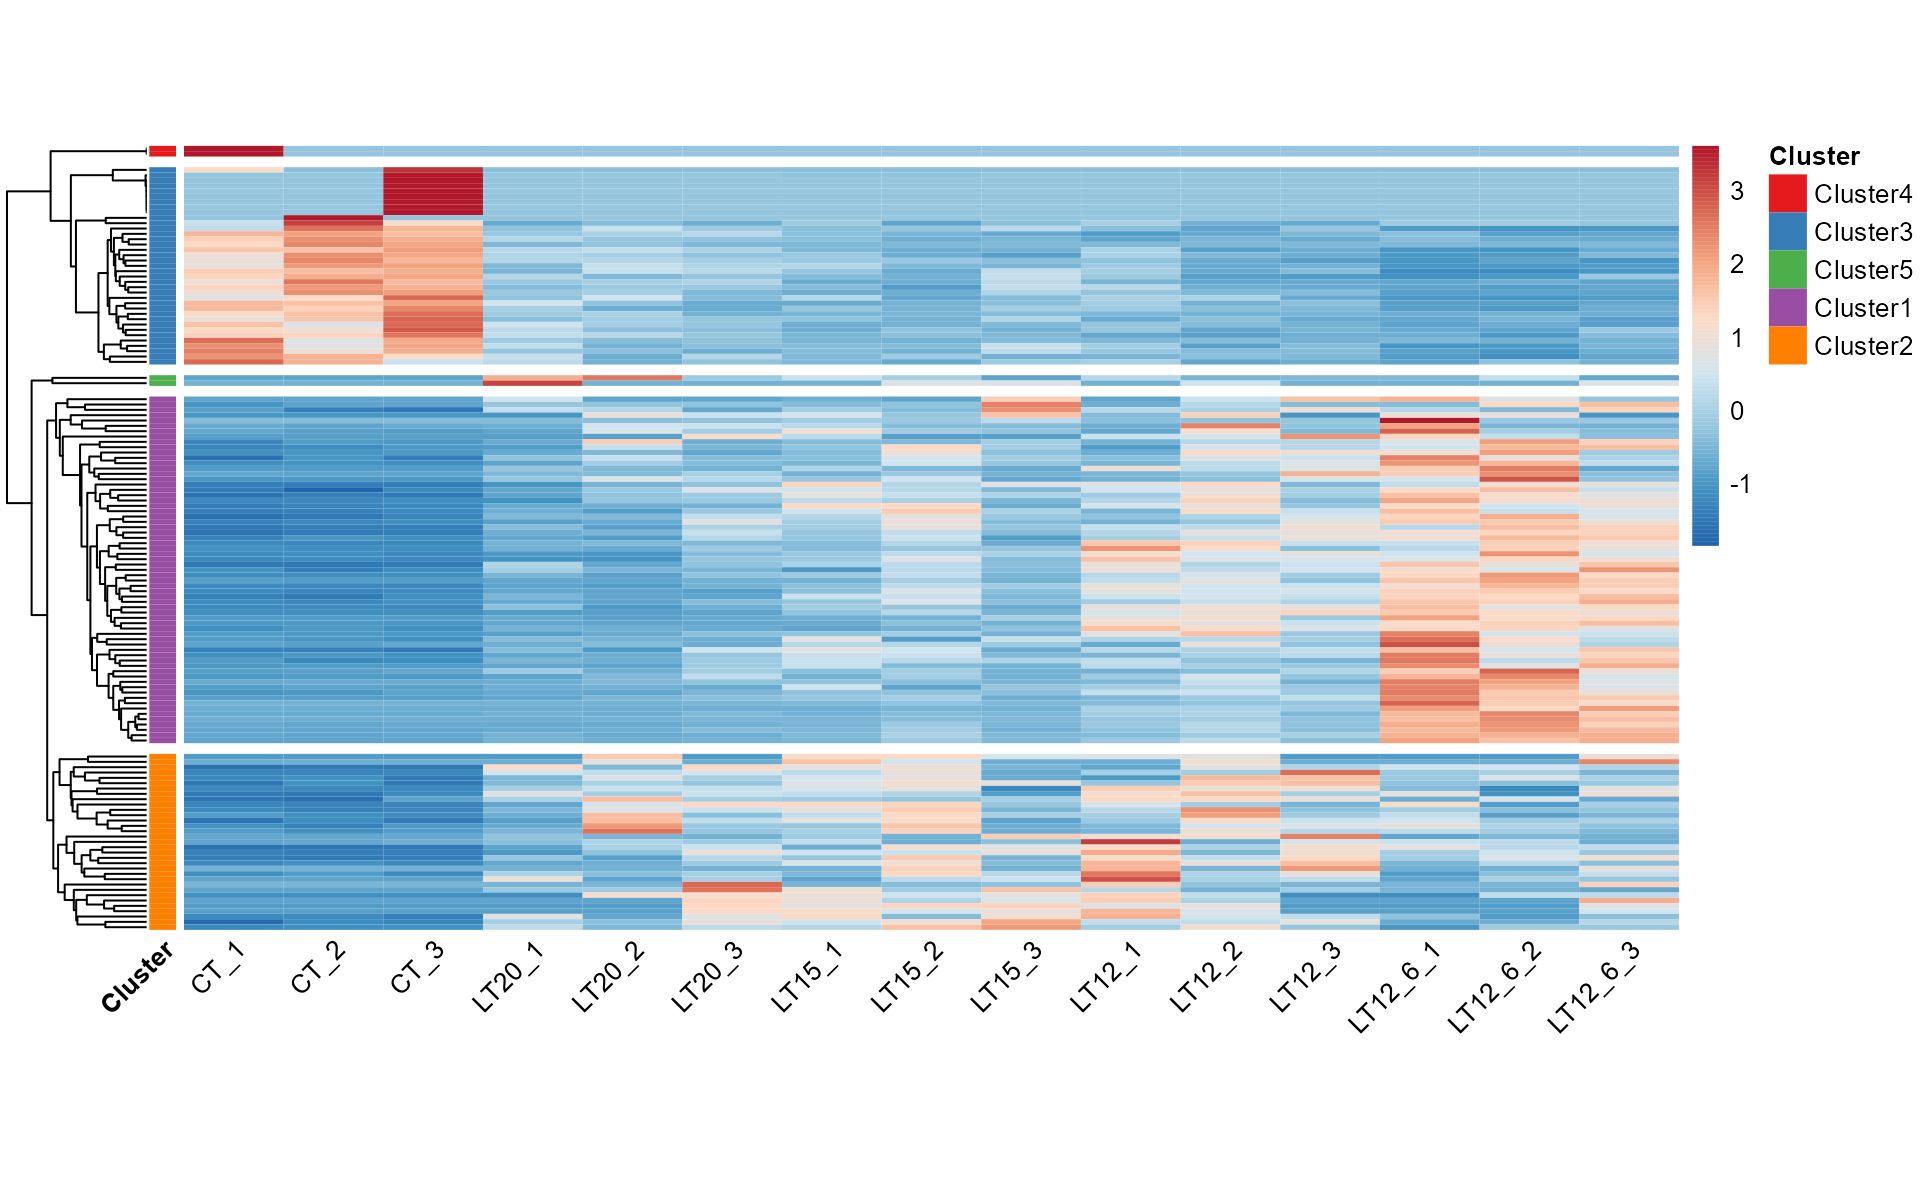 Cluster
Cluster4
Cluster3
Cluster5
Cluster1
Cluster2
3
2
1
0
-1
Cluster
CT_1
CT_2
CT_3
LT20_1
LT20_2
LT20_3
LT15_1
LT15_2
LT15_3
LT12_1
LT12_2
LT12_3
LT12_6_1
LT12_6_2
LT12_6_3